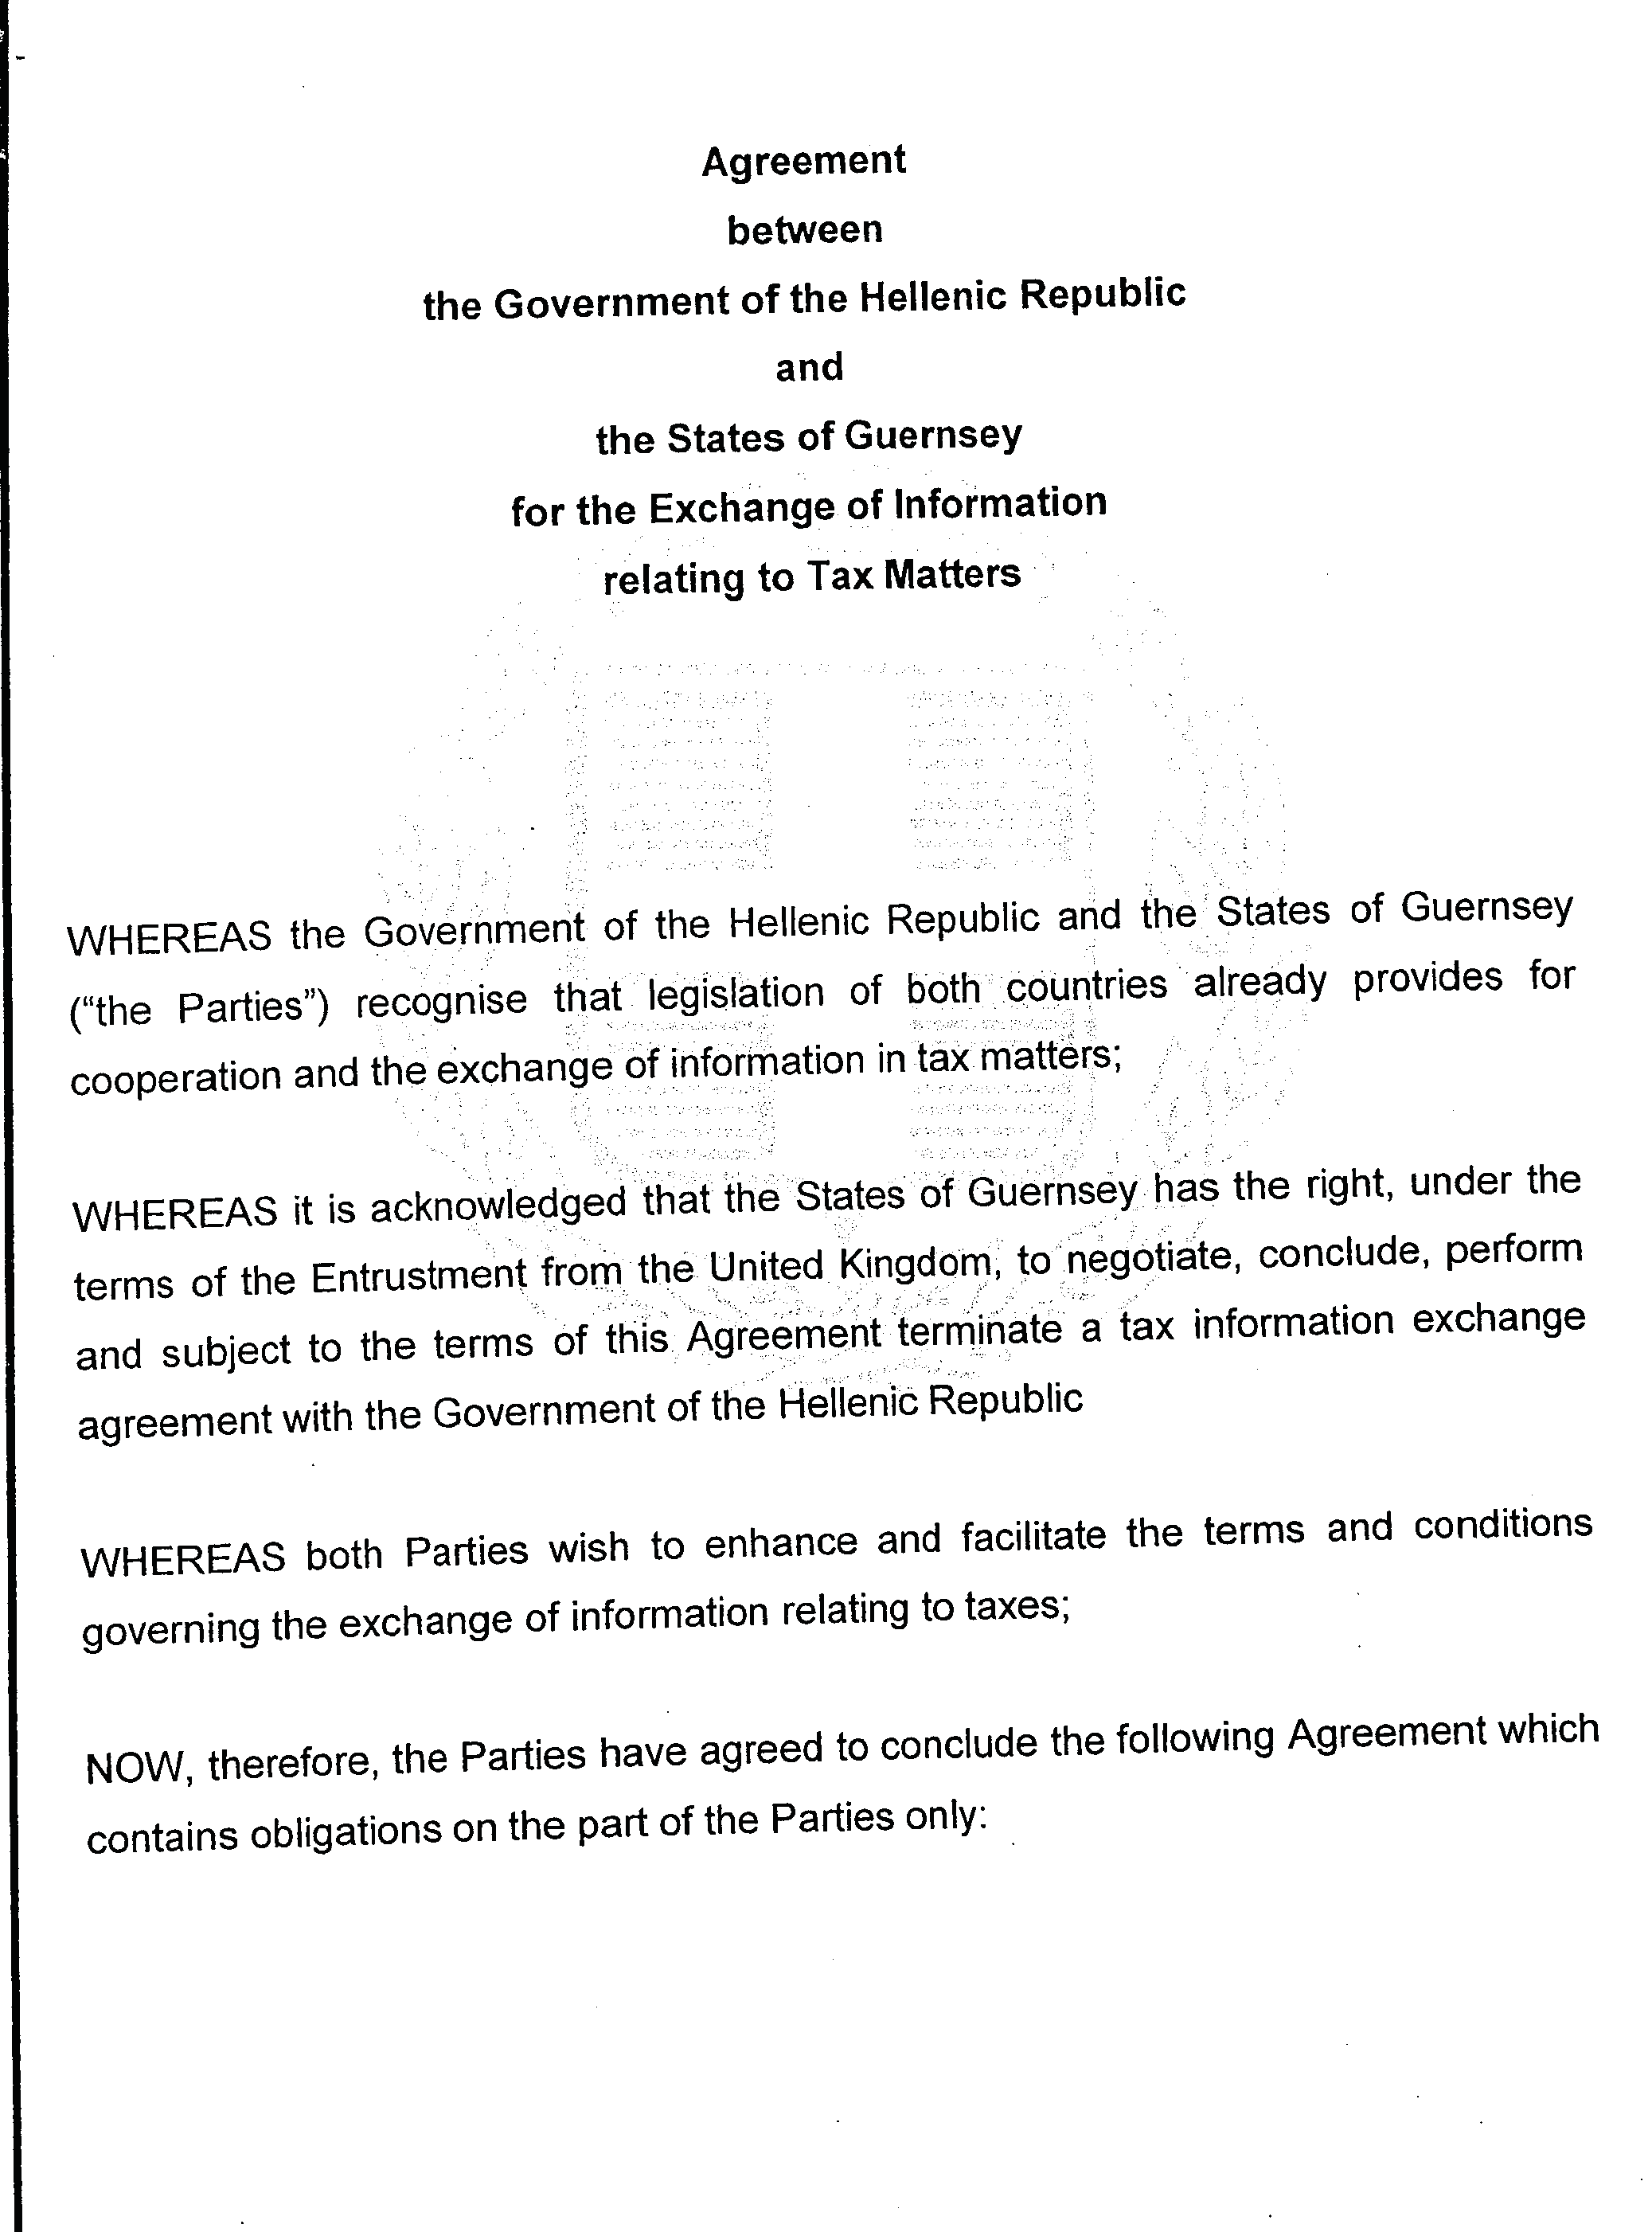 Agreement
between
the Government of the Hellenic Republic
and
the States of Guernsey
for the Exchange of Information
relating to Tax Matters
WHEREAS the Government of the Hellenic Republic and the States of Guernsey
(“the Parties”) recognise that legislation of both countries already provides for
cooperation and the exchange of information in tax matters;
WHEREAS it is acknowledged that the States of Guernsey has the right, under the
terms of the Entrustment from the United Kingdom, to negotiate, conclude, perform
and subject to the terms of this Agreement terminate a tax information exchange
agreement with the Government of the Hellenic Republic
WHEREAS both Parties wish to enhance and facilitate the terms and conditions
governing the exchange of information relating to taxes;
NOW, therefore, the Parties have agreed to conclude the following Agreement which
contains obligations on the part of the Parties only: